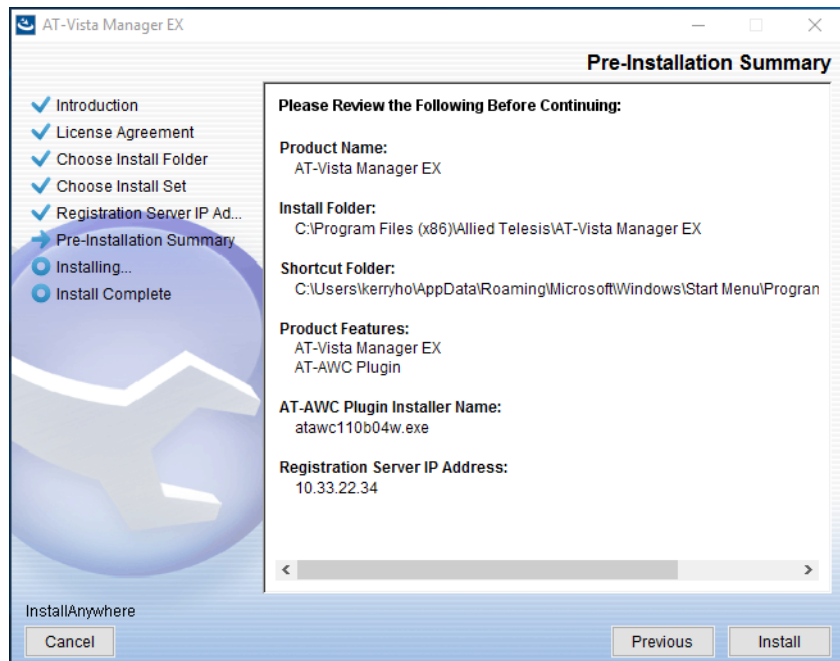 AT-Vista Manager EX
Pre-Installation Summary
Introduction
License Agreement
Choose Install Folder
Choose Install Set
Registration Server IP Ad...
Pre-Installation Summary
Installing...
Install Complete
Please Review the Following Before Continuing:
Product Name:
AT-Vista Manager EX
Install Folder:
C:\Program Files (x86)\Allied Telesis\AT-Vista Manager EX
Shortcut Folder:
C:\Users\kerryho\AppData\Roaming\Microsoft\Windows\Start Menu\Progran
Product Features:
AT-Vista Manager EX
AT-AWC Plugin
AT-AWC Plugin Installer Name:
atawc110b04w.exe
Registration Server IP Address:
10.33.22.34
InstallAnywhere
Cancel
Previous
Install